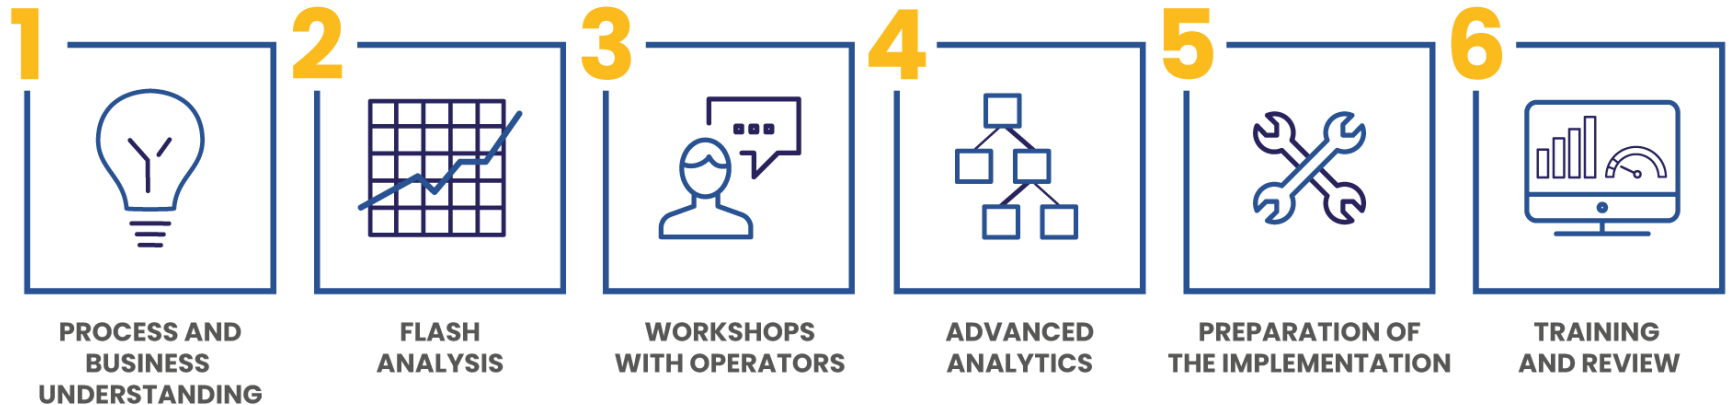 1
PROCESS AND
BUSINESS
UNDERSTANDING
2
FLASH
ANALYSIS
3
WORKSHOPS
WITH OPERATORS
4
ADVANCED
ANALYTICS
5
PREPARATION OF
THE IMPLEMENTATION
6
TRAINING
AND REVIEW